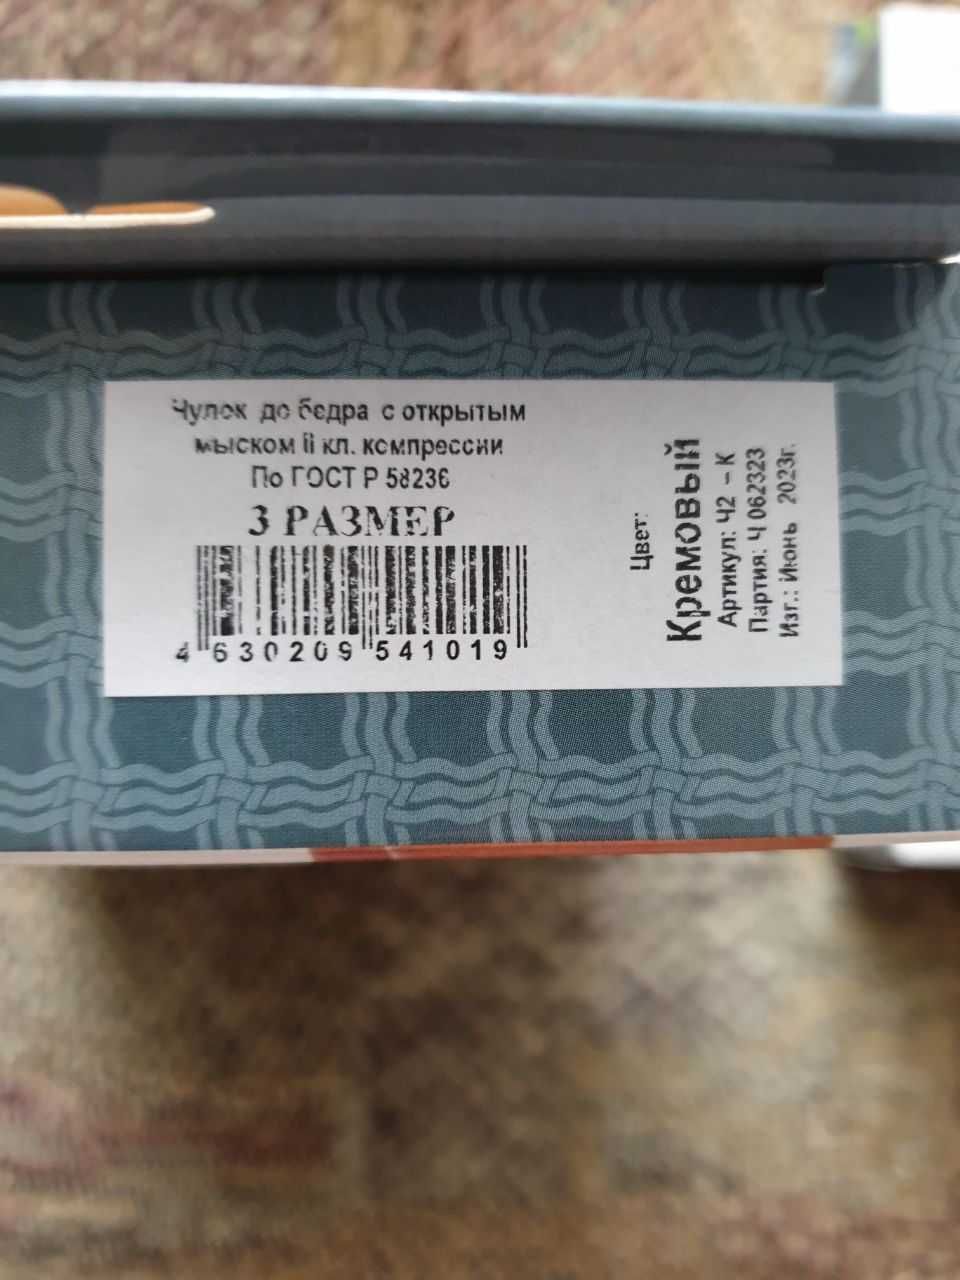 Чулок до бедра с открытым
мыском II кл. компрессии
По ГОСТ Р 58236
3 РАЗМЕР
4 630209 541019
Цвет:
Кремовый
Артикул: Ч2 - К
Партия: Ч 062323
Изг.: Июнь 2023г.